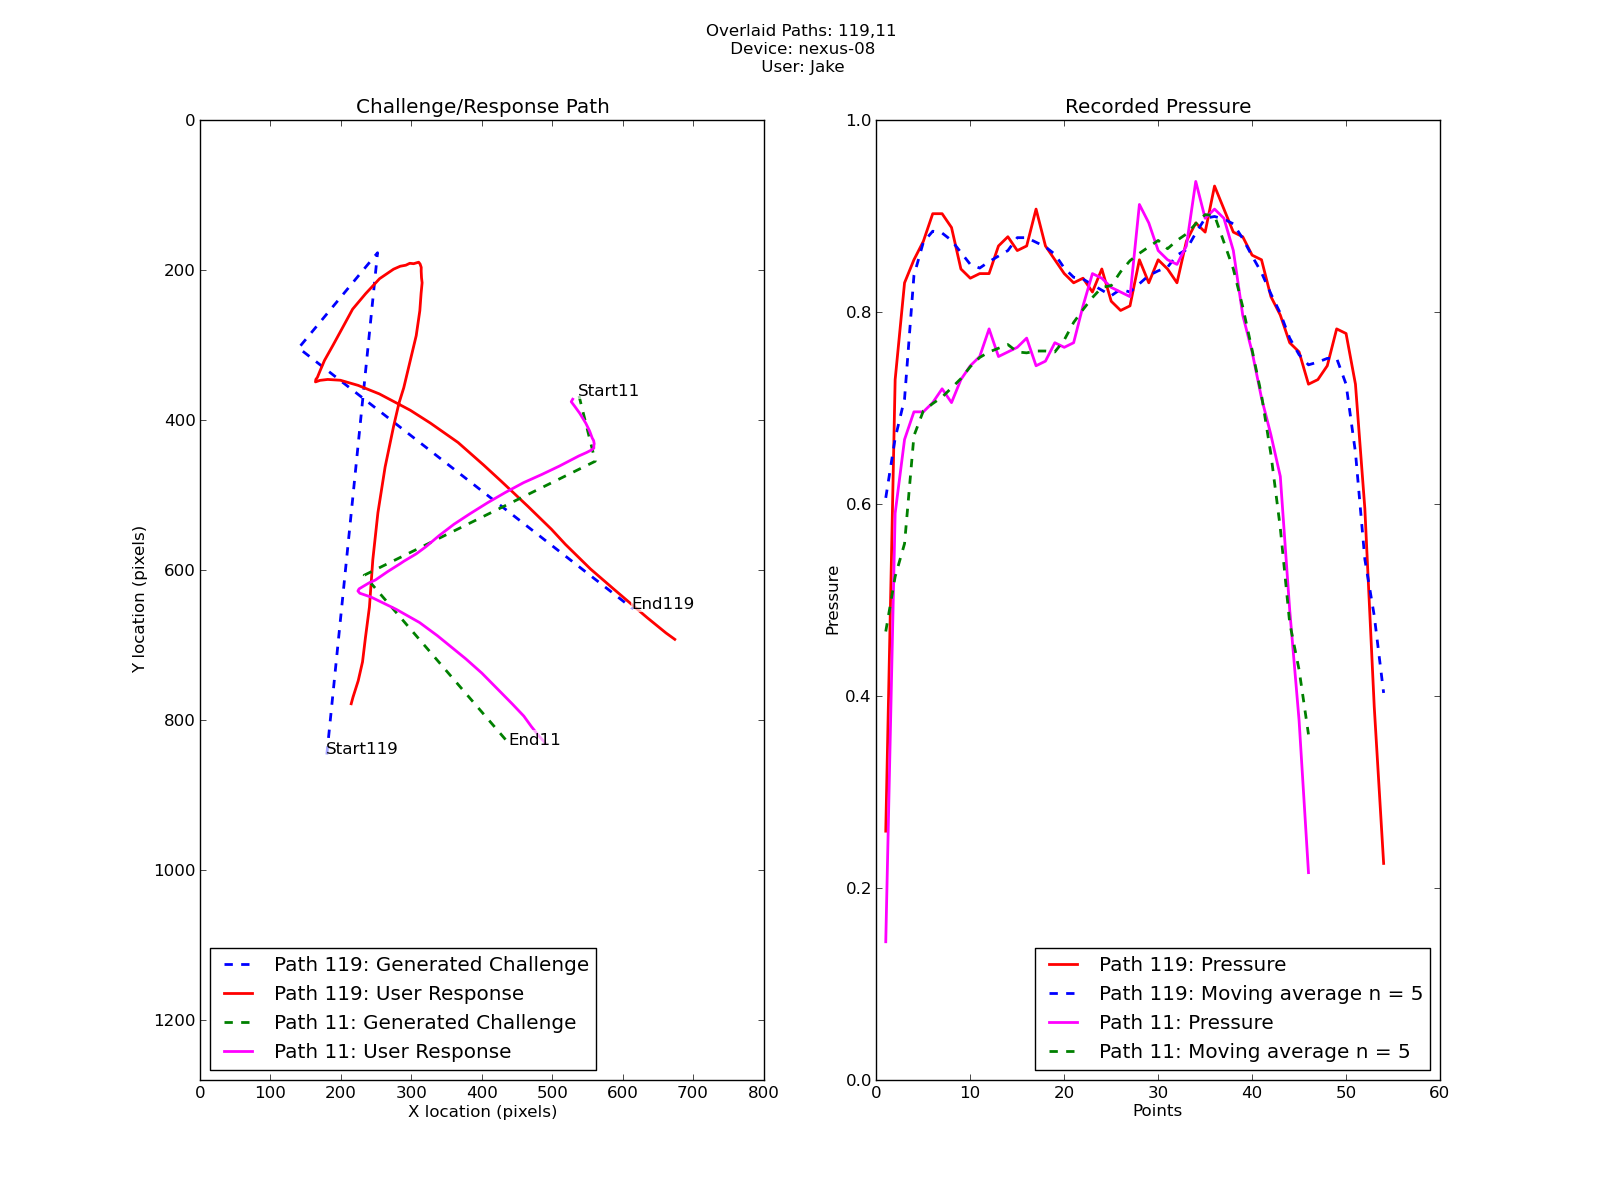 Overlaid Paths: 119,11
Device: nexus-08
User: Jake
Challenge/Response Path
0
200
400
600
800
1000
1200
Y location (pixels)
Start11
End119
End11
Start119
Path 119: Generated Challenge
Path 119: User Response
Path 11: Generated Challenge
Path 11: User Response
0 100 200 300 400 500 600 700 800
X location (pixels)
Recorded Pressure
1.0
0.8
0.6
0.4
0.2
0.0
Pressure
Path 119: Pressure
Path 119: Moving average n = 5
Path 11: Pressure
Path 11: Moving average n = 5
0 10 20 30 40 50 60
Points